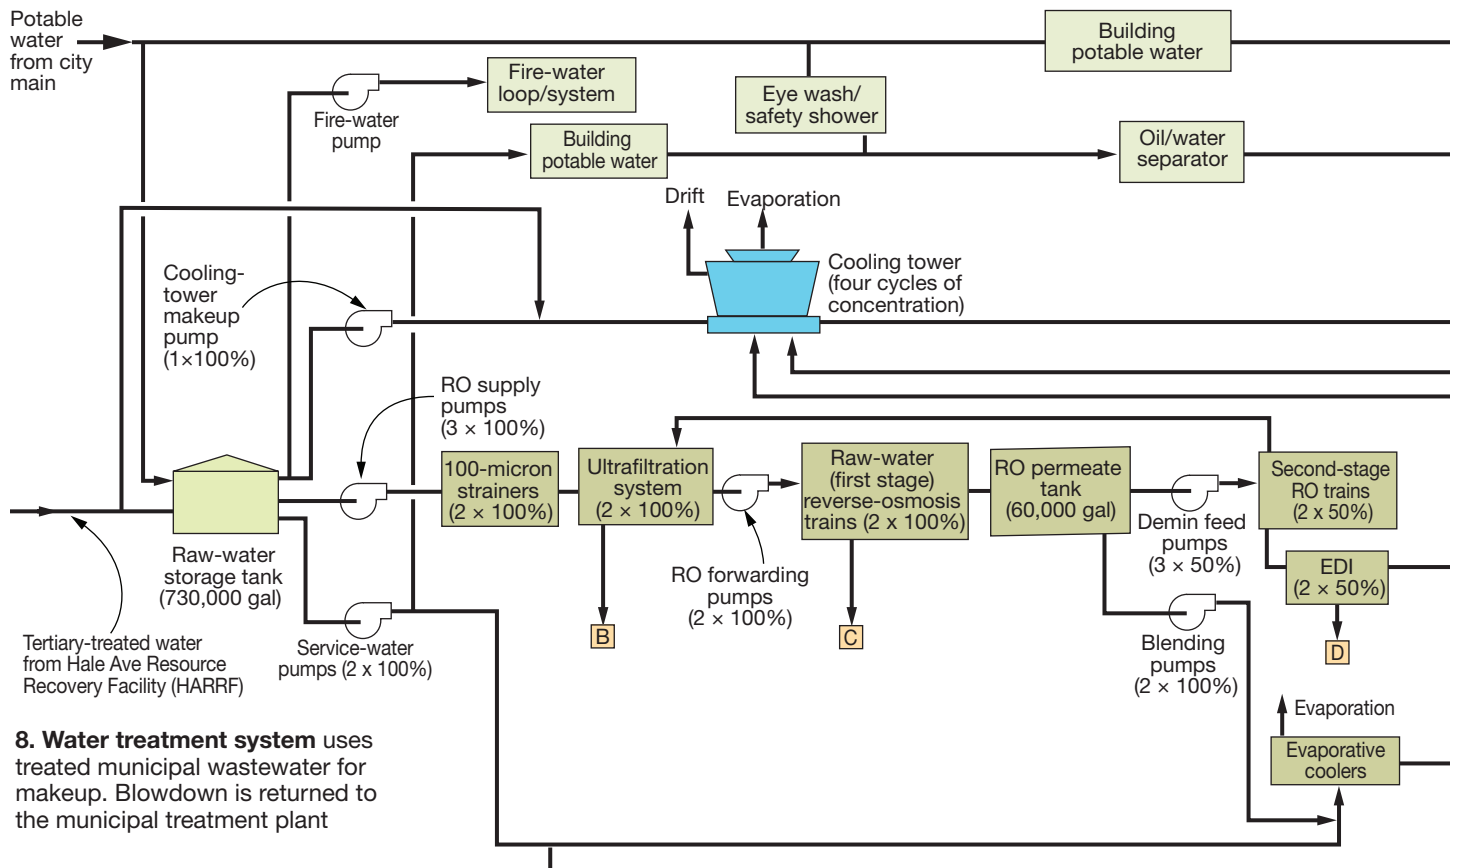 Potable
water
from city
main
Building
potable water
Fire-water
loop/system
Fire-water
pump
Eye wash/
safety shower
Building
potable water
Oil/water
separator
Drift
Evaporation
Cooling-
tower
makeup
pump
(1×100%)
Cooling tower
(four cycles of
concentration)
RO supply
pumps
(3 × 100%)
100-micron
strainers
(2 × 100%)
Ultrafiltration
system
(2 × 100%)
Raw-water
(first stage)
reverse-osmosis
trains (2 x 100%)
RO permeate
tank
(60,000 gal)
Second-stage
RO trains
(2 x 50%)
Demin feed
pumps
(3 × 50%)
EDI
(2 × 50%)
Raw-water
storage tank
(730,000 gal)
RO forwarding
pumps
(2 × 100%)
B
C
D
Tertiary-treated water
from Hale Ave Resource
Recovery Facility (HARRF)
Service-water
pumps (2 x 100%)
Blending
pumps
(2 × 100%)
Evaporation
Evaporative
coolers
8. Water treatment system uses
treated municipal wastewater for
makeup. Blowdown is returned to
the municipal treatment plant